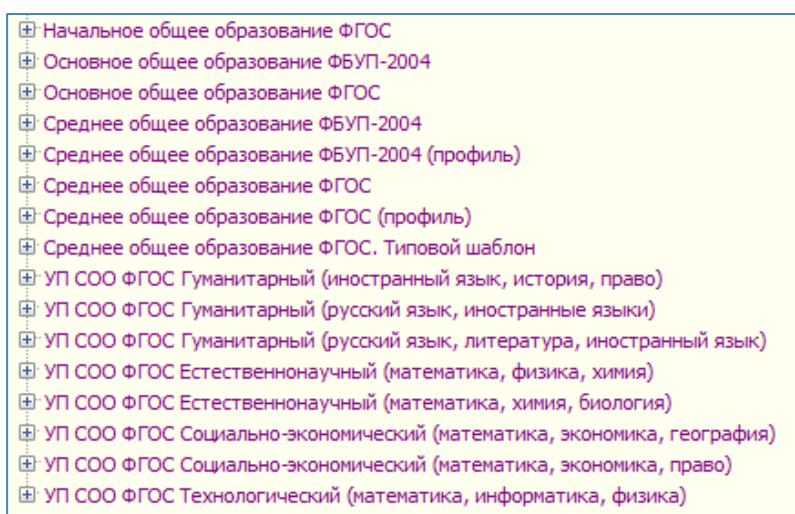 Начальное общее образование ФГОС
Основное общее образование ФБУП-2004
Основное общее образование ФГОС
Среднее общее образование ФБУП-2004
Среднее общее образование ФБУП-2004 (профиль)
Среднее общее образование ФГОС
Среднее общее образование ФГОС (профиль)
Среднее общее образование ФГОС. Типовой шаблон
УП СОО ФГОС Гуманитарный (иностранный язык, история, право)
УП СОО ФГОС Гуманитарный (русский язык, иностранные языки)
УП СОО ФГОС Гуманитарный (русский язык, литература, иностранный язык)
УП СОО ФГОС Естественнонаучный (математика, физика, химия)
УП СОО ФГОС Естественнонаучный (математика, химия, биология)
УП СОО ФГОС Социально-экономический (математика, экономика, география)
УП СОО ФГОС Социально-экономический (математика, экономика, право)
УП СОО ФГОС Технологический (математика, информатика, физика)